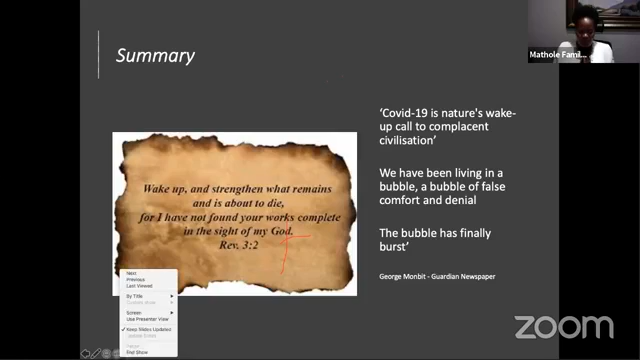 Summary
Mathole Famil...
'Covid-19 is nature's wake-
up call to complacent
civilisation'
We have been living in a
bubble, a bubble of false
comfort and denial
The bubble has finally
burst'
George Monbit - Guardian Newspaper
Wake up, and strengthen what remains
and is about to die,
for I have not found your works complete
in the sight of my God.
Rev. 3:2
Next
Previous
Last Viewed
By Title
Custom Show
Screen
Use Presenter View
Keep Slides Updated
Pause
End Show
zoom